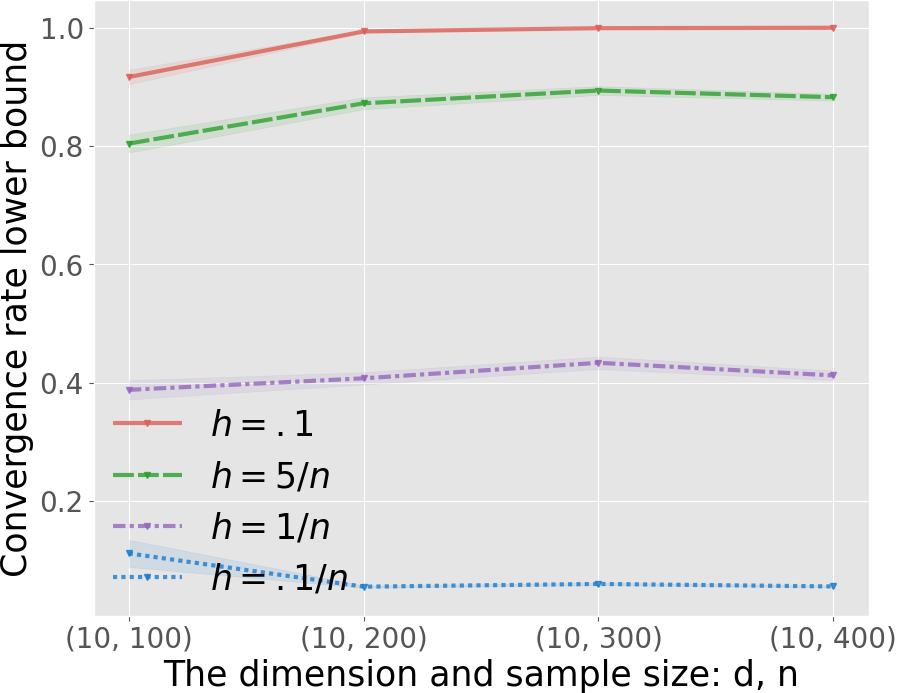 Convergence rate lower bound
1.0
0.8
0.6
0.4
0.2
h = .1
h = 5/n
h = 1/n
h = .1/n
(10, 100) (10, 200) (10, 300) (10, 400)
The dimension and sample size: d, n